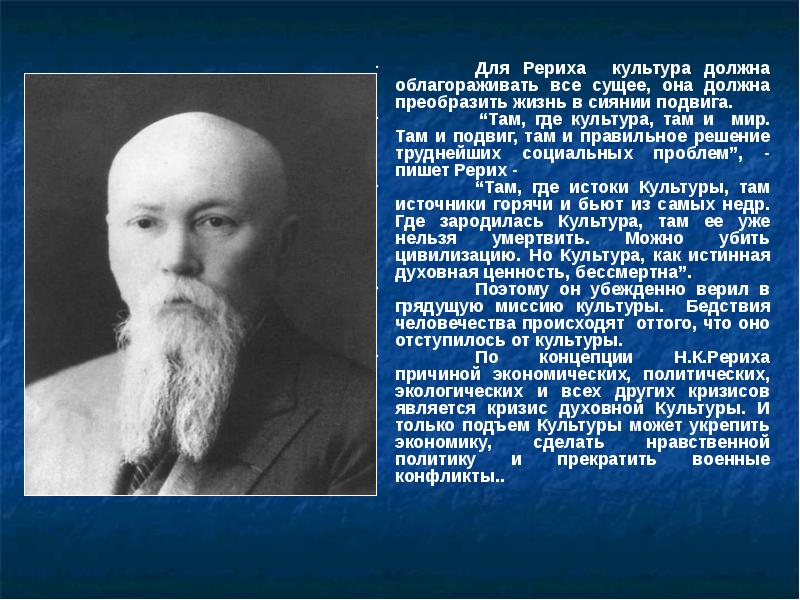 Для Рериха культура должна
облагораживать все сущее, она должна
преобразить жизнь в сиянии подвига.
“Там, где культура, там и мир.
Там и подвиг, там и правильное решение
труднейших социальных проблем”, -
пишет Рерих -
“Там, где истоки Культуры, там
источники горячи и бьют из самых недр.
Где зародилась Культура, там ее уже
нельзя умертвить. Можно убить
цивилизацию. Но Культура, как истинная
духовная ценность, бессмертна”.
Поэтому он убежденно верил в
грядущую миссию культуры. Бедствия
человечества происходят оттого, что оно
отступилось от культуры.
По концепции Н.К.Рериха
причиной экономических, политических,
экологических и всех других кризисов
является кризис духовной Культуры. И
только подъем Культуры может укрепить
экономику, сделать нравственной
политику и прекратить военные
конфликты..